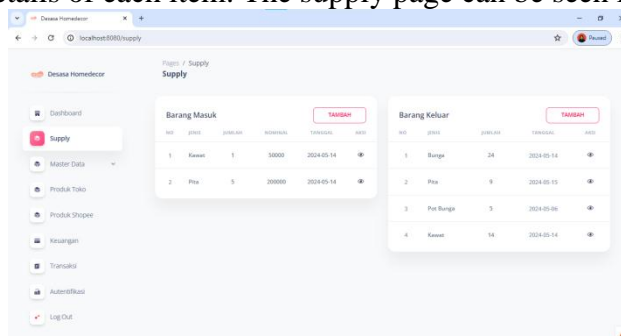 etails of each item. The supply page can be seen
Desasa Homedecor
localhost:8080/supply
Paused
Desasa Homedecor
Pages / Supply
Supply
Dashboard
Supply
Master Data
Produk Toko
Produk Shopee
Keuangan
Transaksi
Autentifikasi
Log Out
Barang Masuk TAMBAH
NO JENIS JUMLAH NOMINAL TANGGAL AKSI
1 Kawat 1 50000 2024-05-14
2 Pita 5 200000 2024-05-14
Barang Keluar TAMBAH
NO JENIS JUMLAH TANGGAL AKSI
1 Bunga 24 2024-05-14
2 Pita 2024-05-15
3 Pot Bunga 5 2024-05-06
4 Kawat 14 2024-05-14